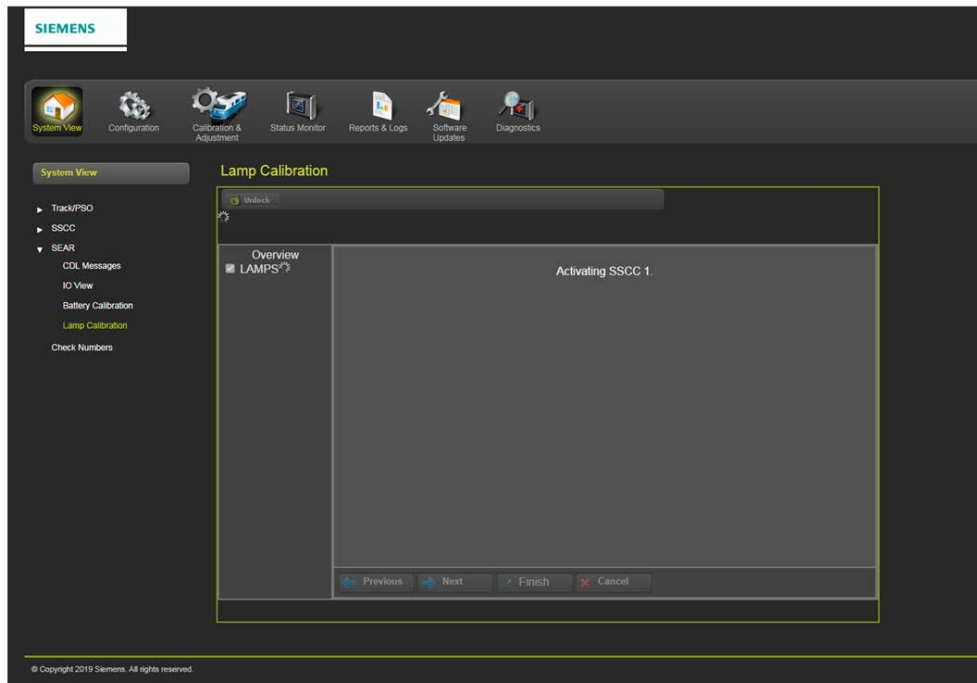 SIEMENS
System View
Configuration
Calibration &
Adjustment
Status Monitor
Reports & Logs
Software
Updates
Diagnostics
System View
Track/PSO
SSCC
SEAR
CDL Messages
IO View
Battery Calibration
Lamp Calibration
Check Numbers
Lamp Calibration
Unlock
Overview
LAMPS
Activating SSCC 1.
Previous
Next
Finish
Cancel
© Copyright 2019 Siemens. All rights reserved.